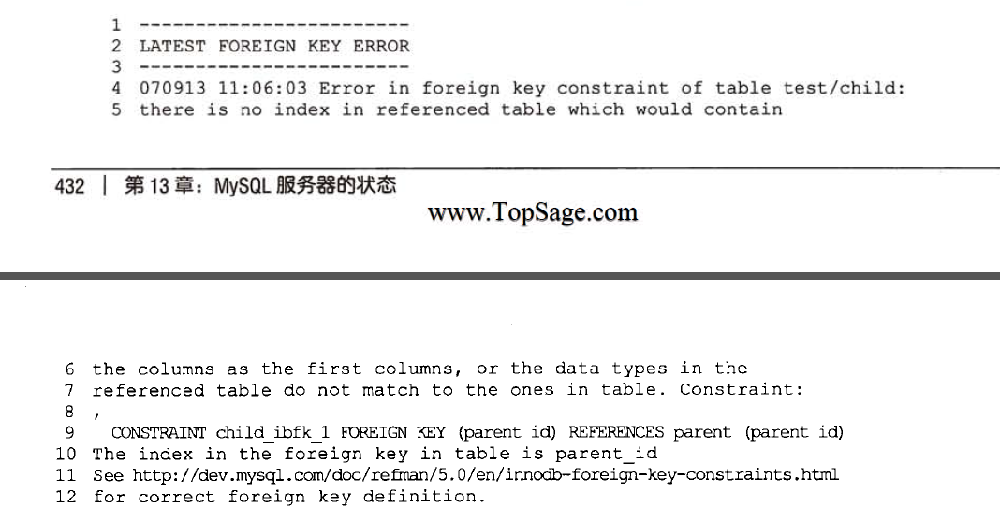 1 ------------------------
2 LATEST FOREIGN KEY ERROR
3 ------------------------
4 070913 11:06:03 Error in foreign key constraint of table test/child:
5 there is no index in referenced table which would contain
432 | 第 13 章：MySQL 服务器的状态
www.TopSage.com
6 the columns as the first columns, or the data types in the
7 referenced table do not match to the ones in table. Constraint:
8 ,
9 CONSTRAINT child_ibfk_1 FOREIGN KEY (parent_id) REFERENCES parent (parent_id)
10 The index in the foreign key in table is parent_id
11 See http://dev.mysql.com/doc/refman/5.0/en/innodb-foreign-key-constraints.html
12 for correct foreign key definition.